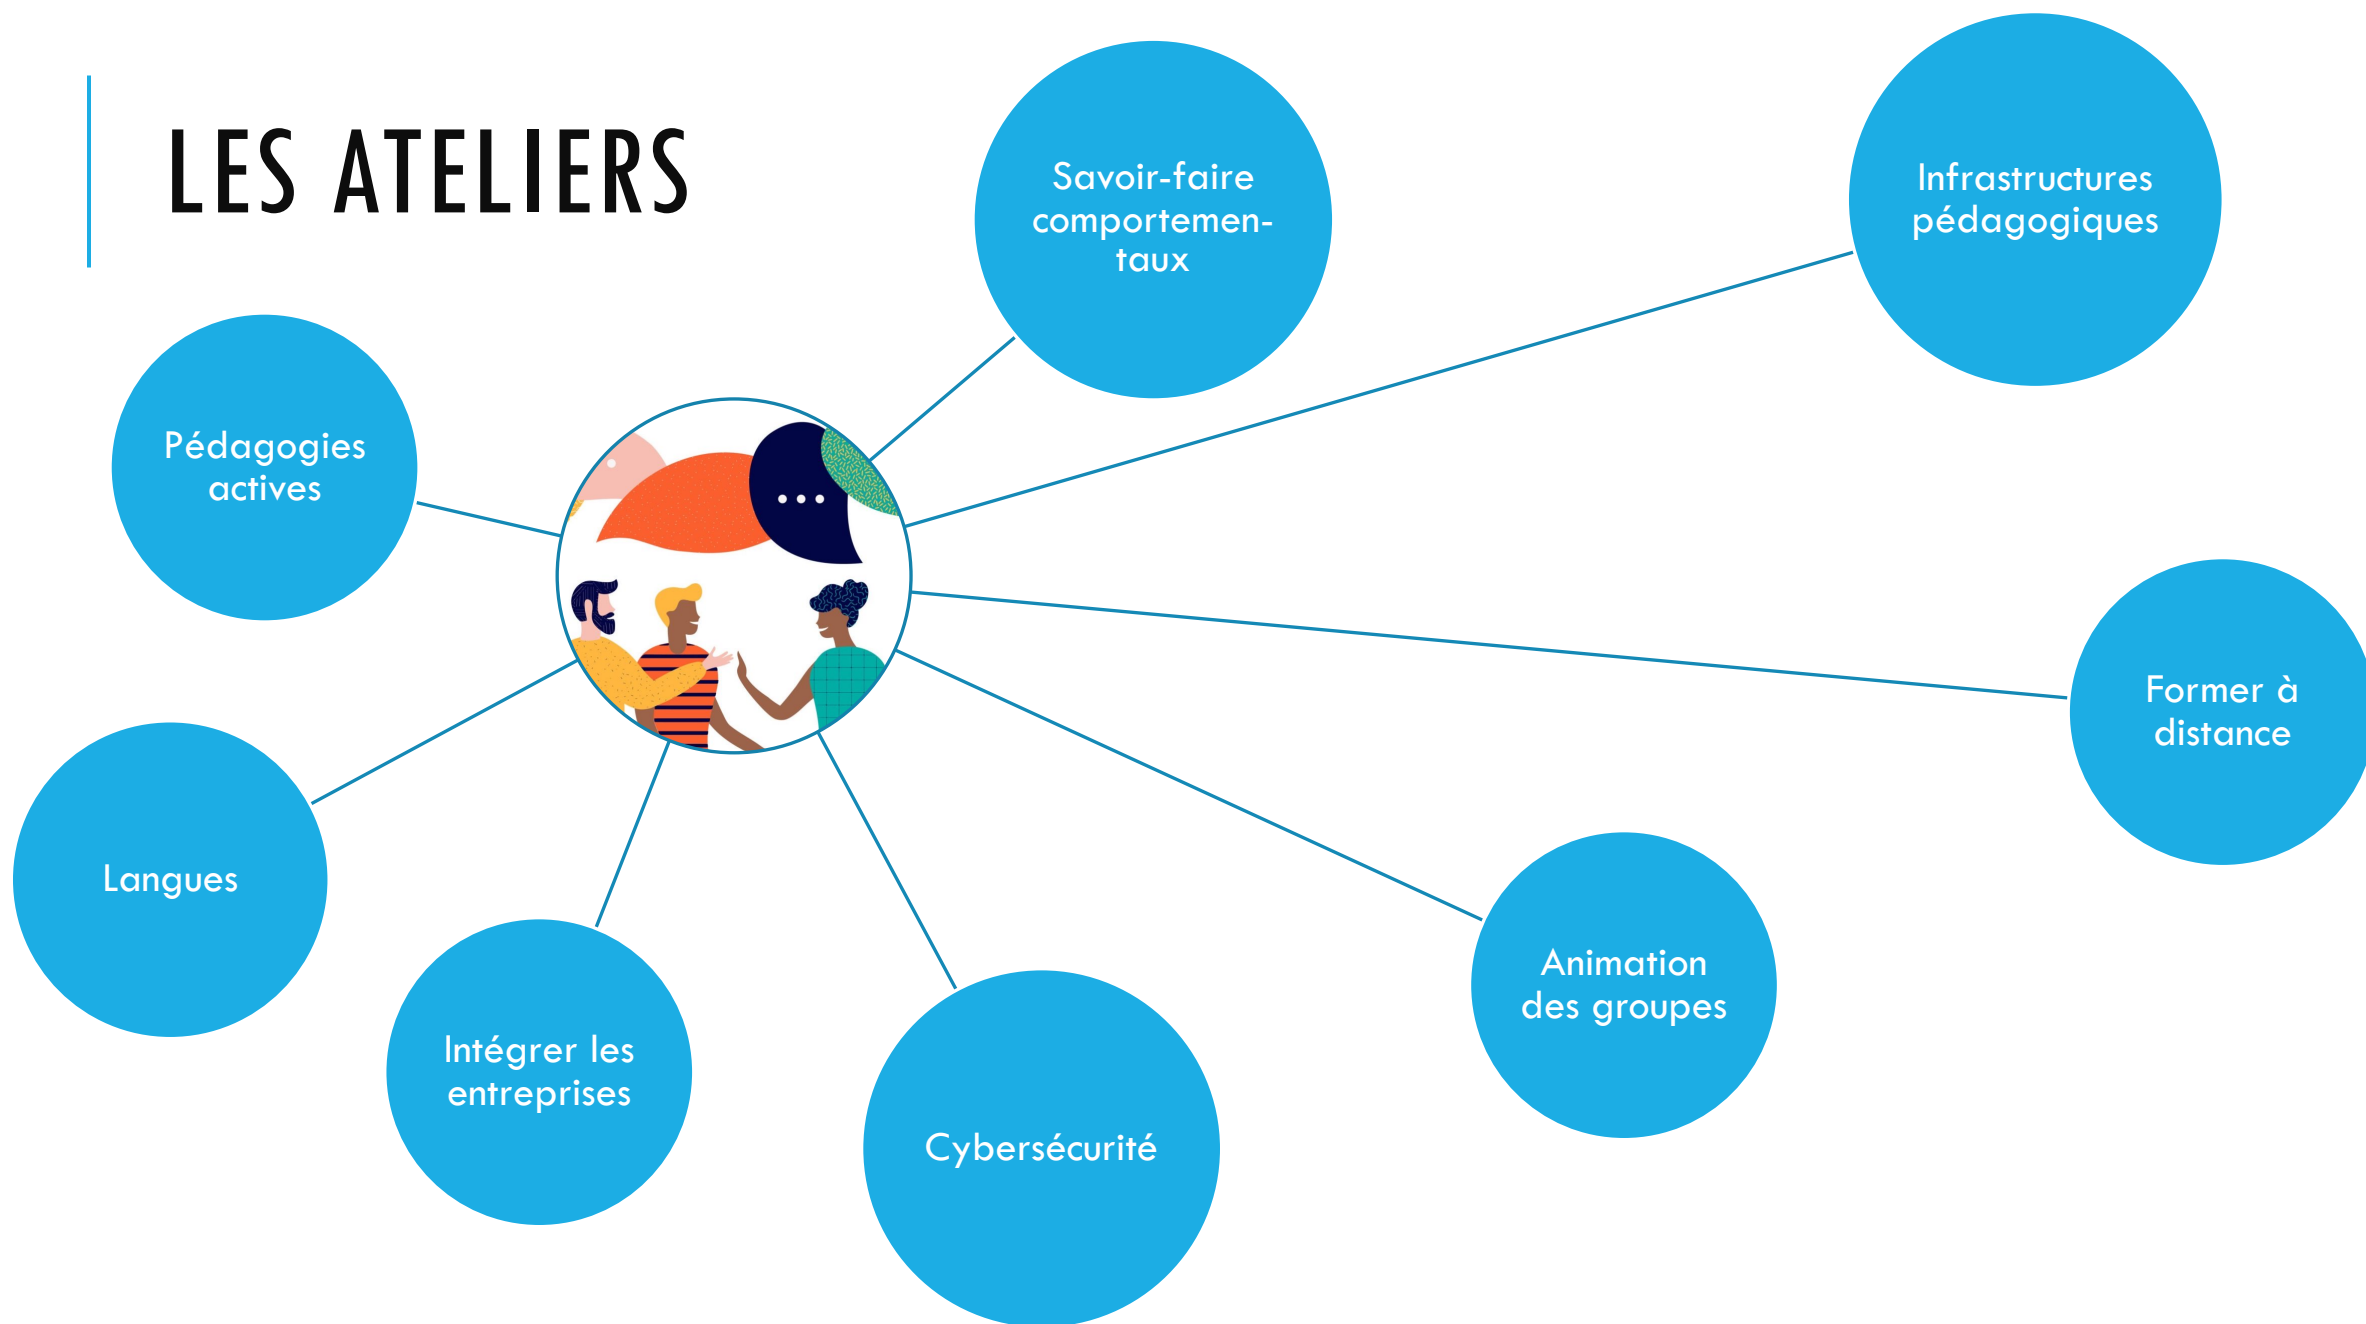 LES ATELIERS
Savoir-faire
comportemen-
taux
Infrastructures
pédagogiques
Pédagogies
actives
Former à
distance
Langues
Animation
des groupes
Intégrer les
entreprises
Cybersécurité